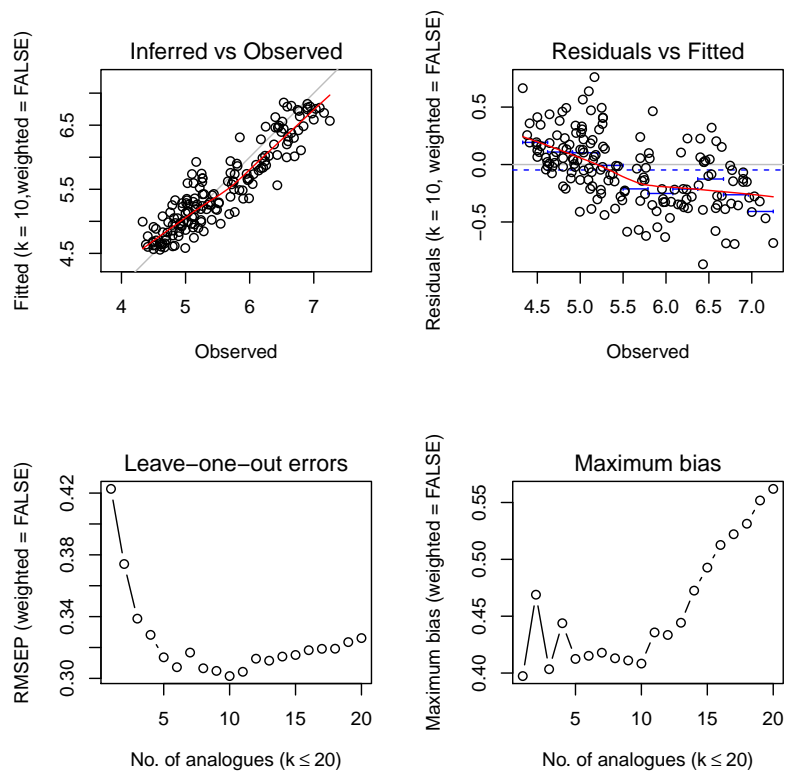 Inferred vs Observed
Fitted (k = 10,weighted = FALSE)
4.5 5.5 6.5
4 5 6 7
Observed
Residuals vs Fitted
Residuals (k = 10, weighted = FALSE)
−0.5 0.0 0.5
4.5 5.0 5.5 6.0 6.5 7.0
Observed
Leave−one−out errors
RMSEP (weighted = FALSE)
0.30 0.34 0.38 0.42
5 10 15 20
No. of analogues (k ≤ 20)
Maximum bias
Maximum bias (weighted = FALSE)
0.40 0.45 0.50 0.55
5 10 15 20
No. of analogues (k ≤ 20)